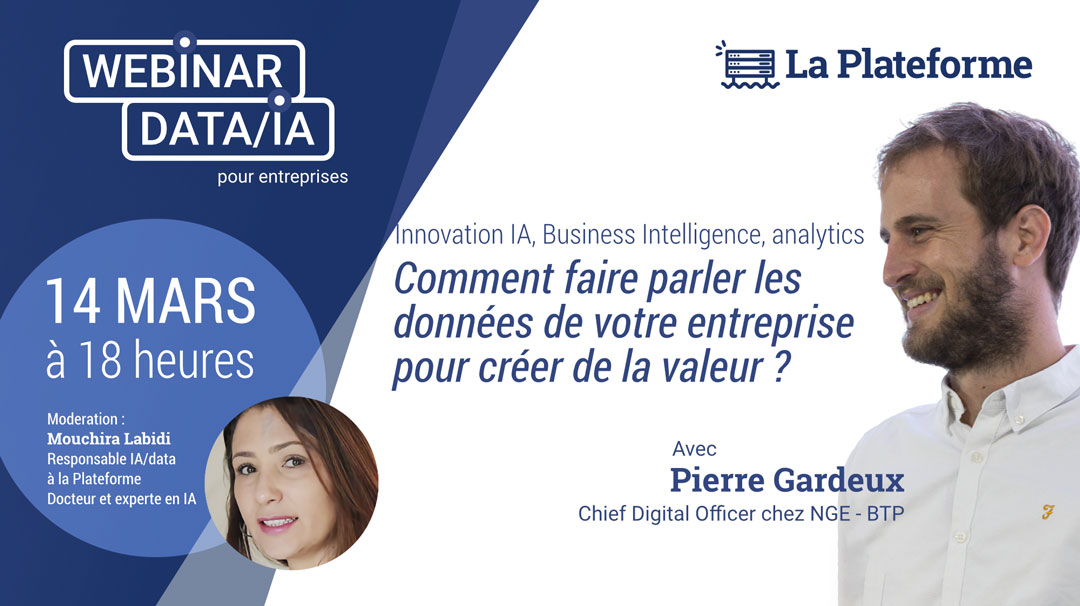 WEBINAR
DATA/IA
pour entreprises
La Plateforme
14 MARS
à 18 heures
Moderation :
Mouchira Labidi
Responsable IA/data
à la Plateforme
Docteur et experte en IA
Innovation IA, Business Intelligence, analytics
Comment faire parler les
données de votre entreprise
pour créer de la valeur ?
Avec
Pierre Gardeux
Chief Digital Officer chez NGE - BTP